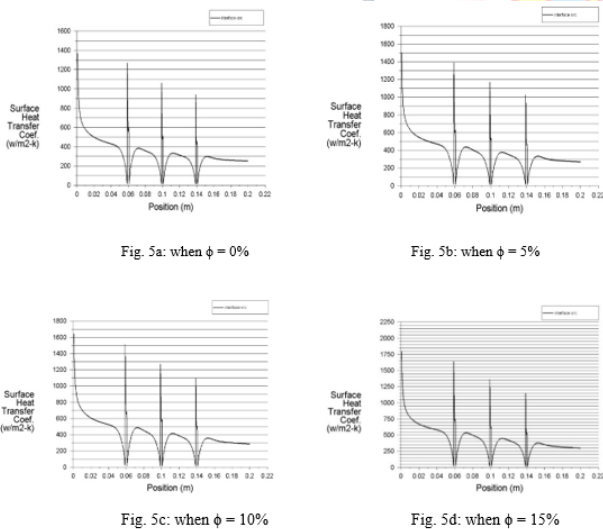 1600
1400
1200
1000
800
600
400
200
0
Surface
Heat
Transfer
Coef.
(w/m2-k)
0 0.02 0.04 0.06 0.08 0.1 0.12 0.14 0.16 0.18 0.2 0.22
Position (m)
Fig. 5a: when ϕ = 0%
1800
1600
1400
1200
1000
800
600
400
200
0
Surface
Heat
Transfer
Coef.
(w/m2-k)
0 0.02 0.04 0.06 0.08 0.1 0.12 0.14 0.16 0.18 0.2 0.22
Position (m)
Fig. 5b: when ϕ = 5%
1800
1600
1400
1200
1000
800
600
400
200
0
Surface
Heat
Transfer
Coef.
(w/m2-k)
0 0.02 0.04 0.06 0.08 0.1 0.12 0.14 0.16 0.18 0.2 0.22
Position (m)
Fig. 5c: when ϕ = 10%
2250
2000
1750
1500
1250
1000
750
500
250
0
Surface
Heat
Transfer
Coef.
(w/m2-k)
0 0.02 0.04 0.06 0.08 0.1 0.12 0.14 0.16 0.18 0.2 0.22
Position (m)
Fig. 5d: when ϕ = 15%